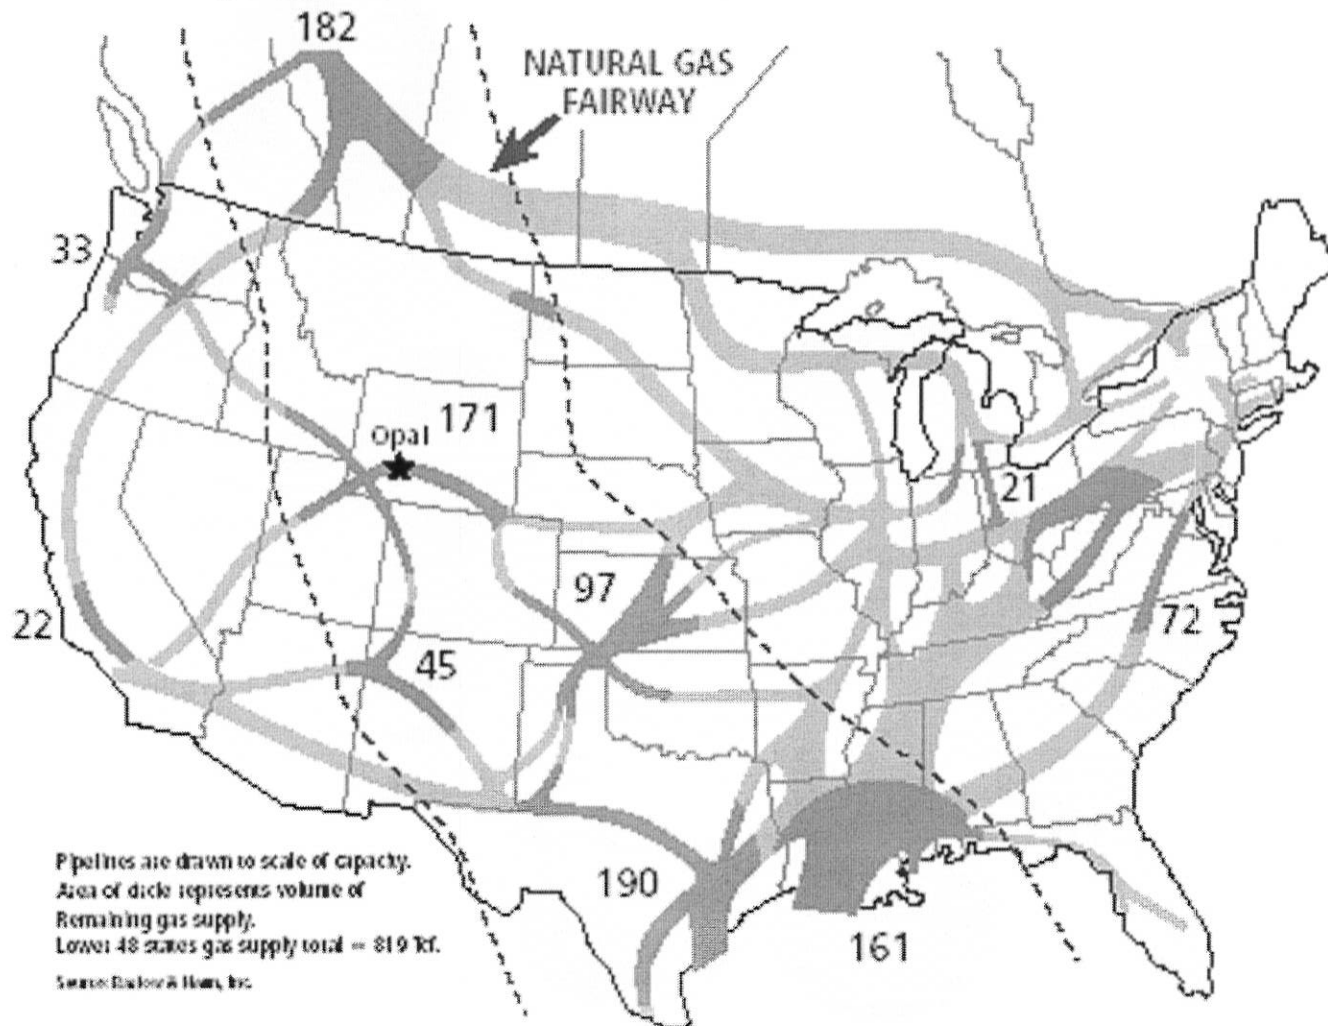 182
NATURAL GAS
FAIRWAY
33
171
Opal
21
97
22
72
45
190
161
Pipelines are drawn to scale of capacity.
Area of circle represents volume of
Remaining gas supply.
Lower 48 states gas supply total = 819 Tcf.
Source: & Inc.